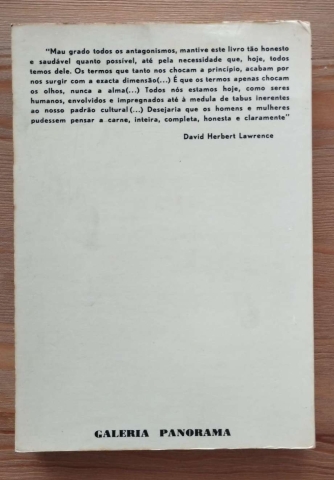 "Mau grado todos os antagonismos, mantive este livro tão honesto
e saudável quanto possível, até pela necessidade que, hoje, todos
temos dele. Os termos que tanto nos chocam a princípio, acabam por
nos surgir com a exacta dimensão(...) É que os termos apenas chocam
os olhos, nunca a alma(...) Todos nós estamos hoje, como seres
humanos, envolvidos e impregnados até à medula de tabus inerentes
ao nosso padrão cultural(...) Desejaria que os homens e mulheres
pudessem pensar a carne, inteira, completa, honesta e claramente"
David Herbert Lawrence
GALERIA PANORAMA